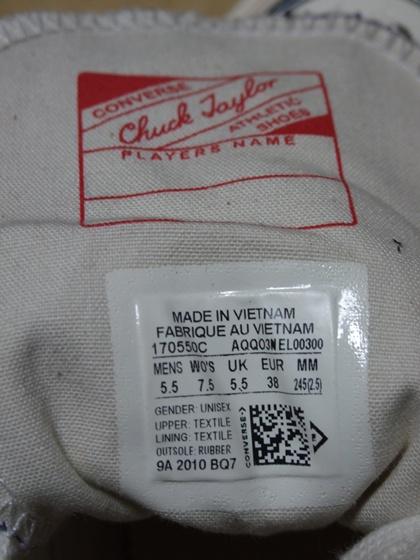 CONVERSE
Chuck Taylor
ATHLETIC
SHOES
PLAYERS NAME
MADE IN VIETNAM
FABRIQUE AU VIETNAM
170550C AQQ03NEL00300
MENS WO'S UK EUR MM
5.5 7.5 5.5 38 245(2.5)
GENDER: UNISEX
UPPER: TEXTILE
LINING: TEXTILE
OUTSOLE: RUBBER
9A 2010 BQ7
CONVERSE